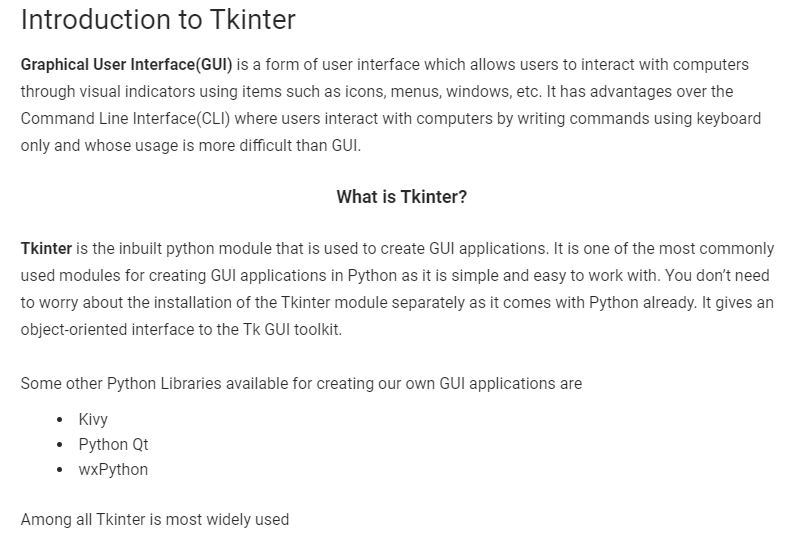 Introduction to Tkinter
Graphical User Interface(GUI) is a form of user interface which allows users to interact with computers
through visual indicators using items such as icons, menus, windows, etc. It has advantages over the
Command Line Interface(CLI) where users interact with computers by writing commands using keyboard
only and whose usage is more difficult than GUI.
What is Tkinter?
Tkinter is the inbuilt python module that is used to create GUI applications. It is one of the most commonly
used modules for creating GUI applications in Python as it is simple and easy to work with. You don’t need
to worry about the installation of the Tkinter module separately as it comes with Python already. It gives an
object-oriented interface to the Tk GUI toolkit.
Some other Python Libraries available for creating our own GUI applications are
• Kivy
• Python Qt
• wxPython
Among all Tkinter is most widely used